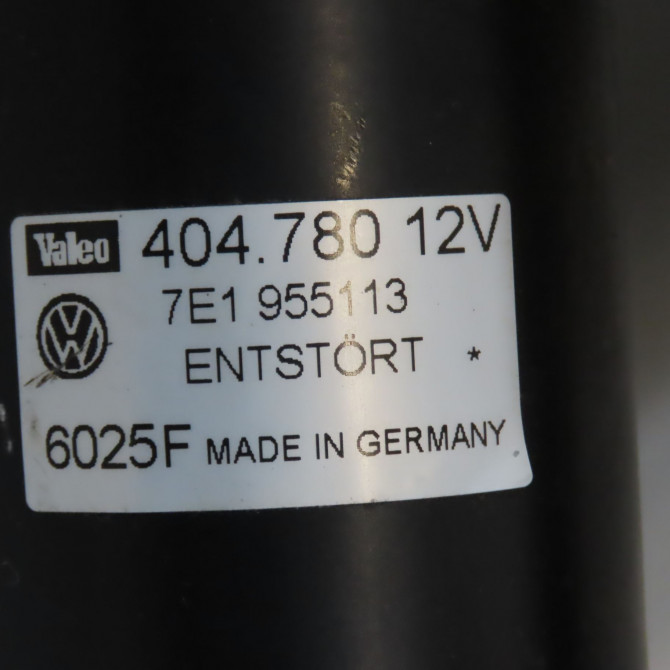 Valeo 404.780 12V
7E1 955113
ENTSTÖRT *
6025F MADE IN GERMANY